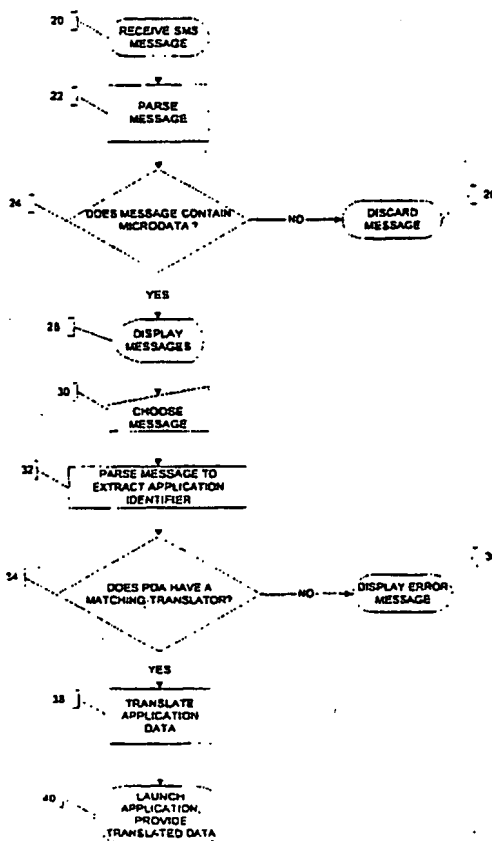 20
RECEIVE SMS
MESSAGE
22
PARSE
MESSAGE
24
DOES MESSAGE CONTAIN
MICRODATA?
NO
DISCARD
MESSAGE
YES
28
DISPLAY
MESSAGES
30
CHOOSE
MESSAGE
32
PARSE MESSAGE TO
EXTRACT APPLICATION
IDENTIFIER
34
DOES PDA HAVE A
MATCHING TRANSLATOR?
NO
DISPLAY ERROR
MESSAGE
YES
38
TRANSLATE
APPLICATION
DATA
40
LAUNCH
APPLICATION,
PROVIDE
TRANSLATED DATA